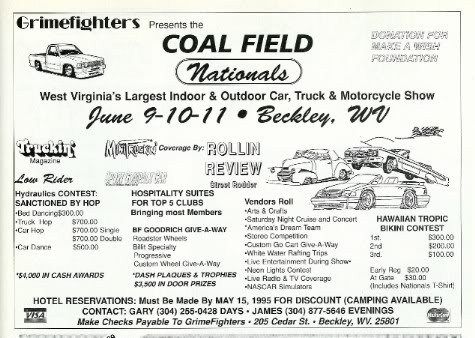 Grimefighters Presents the
COAL FIELD
Nationals
DONATION FOR
MAKE A WISH
FOUNDATION
West Virginia's Largest Indoor & Outdoor Car, Truck & Motorcycle Show
June 9-10-11 • Beckley, WV
Truckin'
Magazine
MiniTruckin'
Coverage By:
ROLLIN
REVIEW
Street Rodder
Low Rider
Hydraulics CONTEST:
SANCTIONED BY HOP
•Bed Dancing $300.00
•Truck Hop $700.00
•Car Hop $700.00 Single
$700.00 Double
•Car Dance $500.00
*$4,000 IN CASH AWARDS
HOSPITALITY SUITES
FOR TOP 5 CLUBS
Bringing most Members
BF GOODRICH GIVE-A-WAY
Roadster Wheels
Billit Specialty
Progressive
Custom Wheel Give-A-Way
*DASH PLAQUES & TROPHIES
$3,500 IN DOOR PRIZES
Vendors Roll
•Arts & Crafts
•Saturday Night Cruise and Concert
*America's Dream Team
•Stereo Competition
•Custom Go Cart Give-A-Way
•White Water Rafting Trips
•Live Entertainment During Show
•Neon Lights Contest
•Live Radio & TV Coverage
•NASCAR Simulators
HAWAIIAN TROPIC
BIKINI CONTEST
1st. $300.00
2nd $200.00
3rd. $100.00
Early Reg $20.00
At Gate $30.00
(Includes Nationals T-Shirt)
HOTEL RESERVATIONS: Must Be Made By MAY 15, 1995 FOR DISCOUNT (CAMPING AVAILABLE)
CONTACT: GARY (304) 255-0428 DAYS • JAMES (304) 877-5646 EVENINGS
Make Checks Payable To GrimeFighters • 205 Cedar St. • Beckley, WV. 25801
VISA
MasterCard